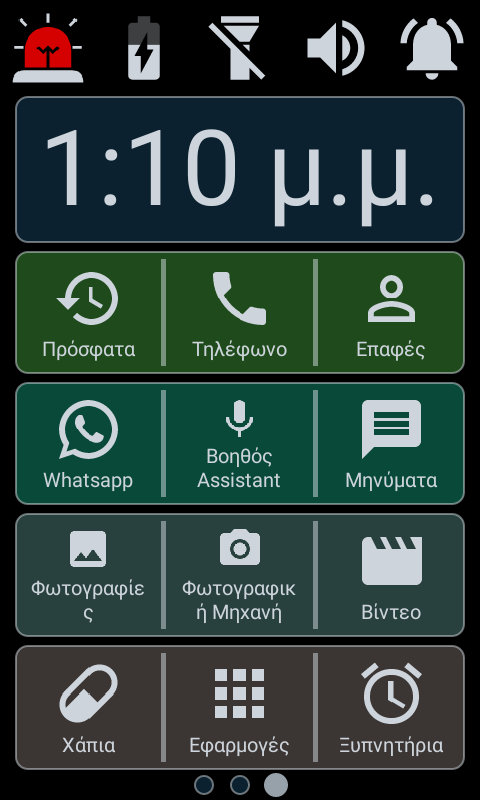 1:10 μ.μ.
Πρόσφατα Τηλέφωνο Επαφές
Whatsapp Βοηθός Assistant Μηνύματα
Φωτογραφίες Φωτογραφική Μηχανή Βίντεο
Χάπια Εφαρμογές Ξυπνητήρια